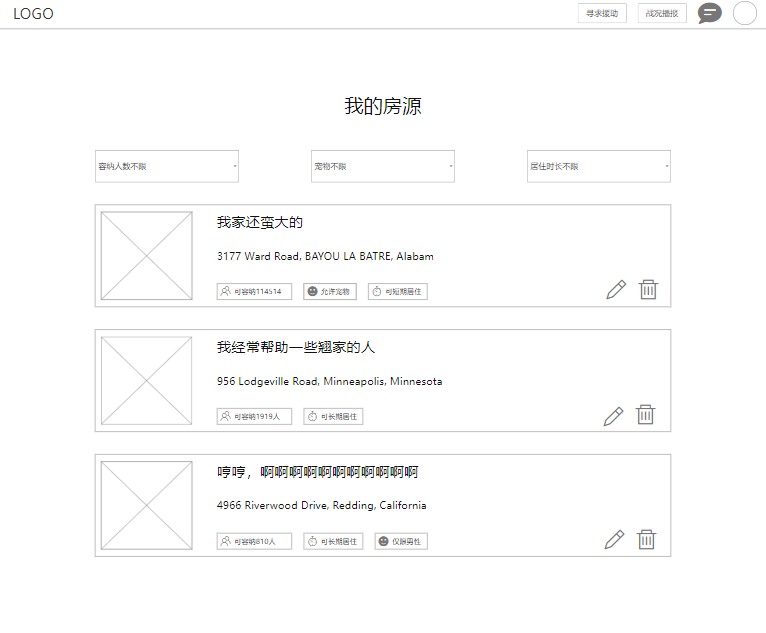 LOGO 寻求援助 战况播报
我的房源
容纳人数不限 宠物不限 居住时长不限
我家还蛮大的
3177 Ward Road, BAYOU LA BATRE, Alabam
可容纳114514 允许宠物 可短期居住
我经常帮助一些翘家的人
956 Lodgeville Road, Minneapolis, Minnesota
可容纳1919人 可长期居住
哼哼，啊啊啊啊啊啊啊啊啊啊啊
4966 Riverwood Drive, Redding, California
可容纳810人 可长期居住 仅限男性